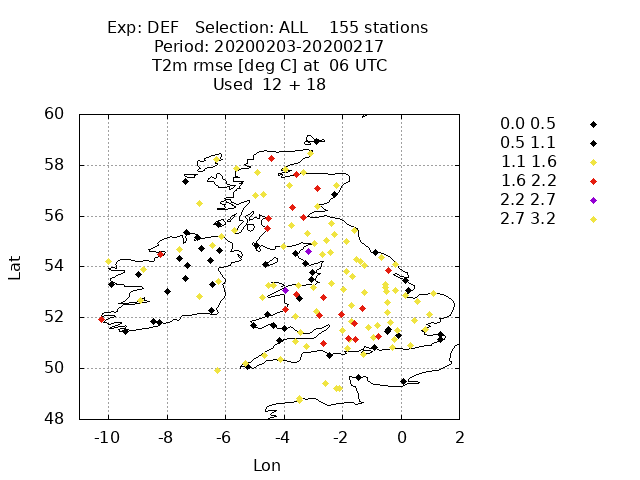 Exp: DEF   Selection: ALL    155 stations
Period: 20200203-20200217
T2m rmse [deg C] at  06 UTC
Used  12 + 18
0.0 0.5
0.5 1.1
1.1 1.6
1.6 2.2
2.2 2.7
2.7 3.2
Lat
60
58
56
54
52
50
48
-10 -8 -6 -4 -2 0 2
Lon